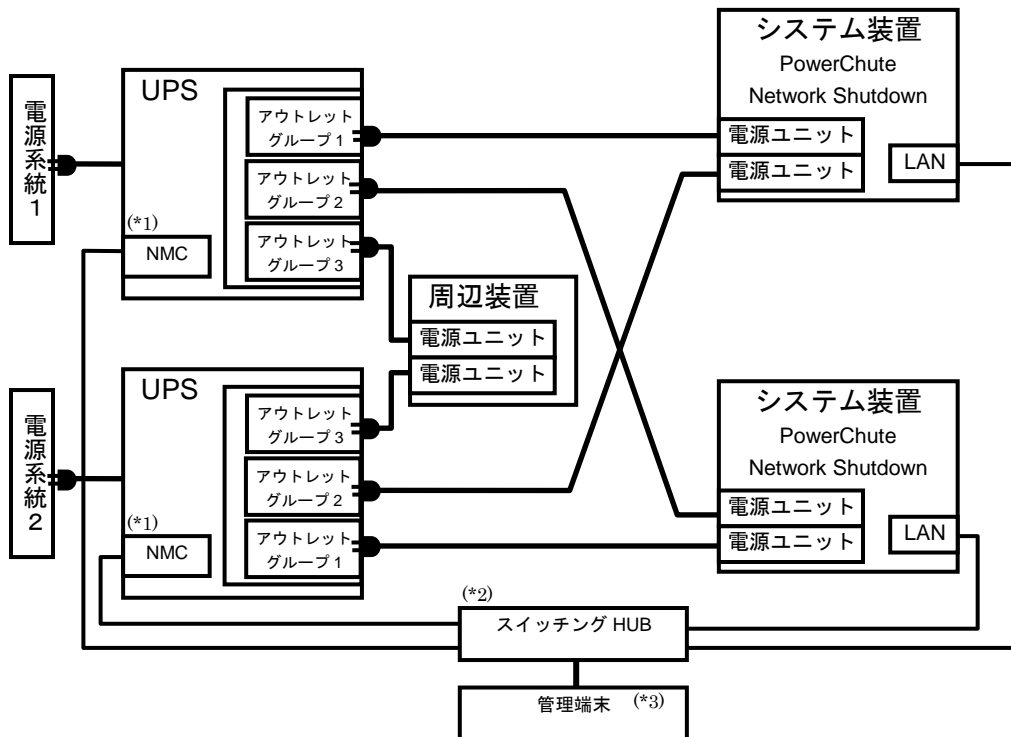 電源系統1
UPS
アウトレット
グループ1
アウトレット
グループ2
アウトレット
グループ3
(*1)
NMC
システム装置
PowerChute
Network Shutdown
電源ユニット
電源ユニット
LAN
周辺装置
電源ユニット
電源ユニット
電源系統2
UPS
アウトレット
グループ3
アウトレット
グループ2
アウトレット
グループ1
(*1)
NMC
システム装置
PowerChute
Network Shutdown
電源ユニット
電源ユニット
LAN
(*2)
スイッチング HUB
管理端末 (*3)